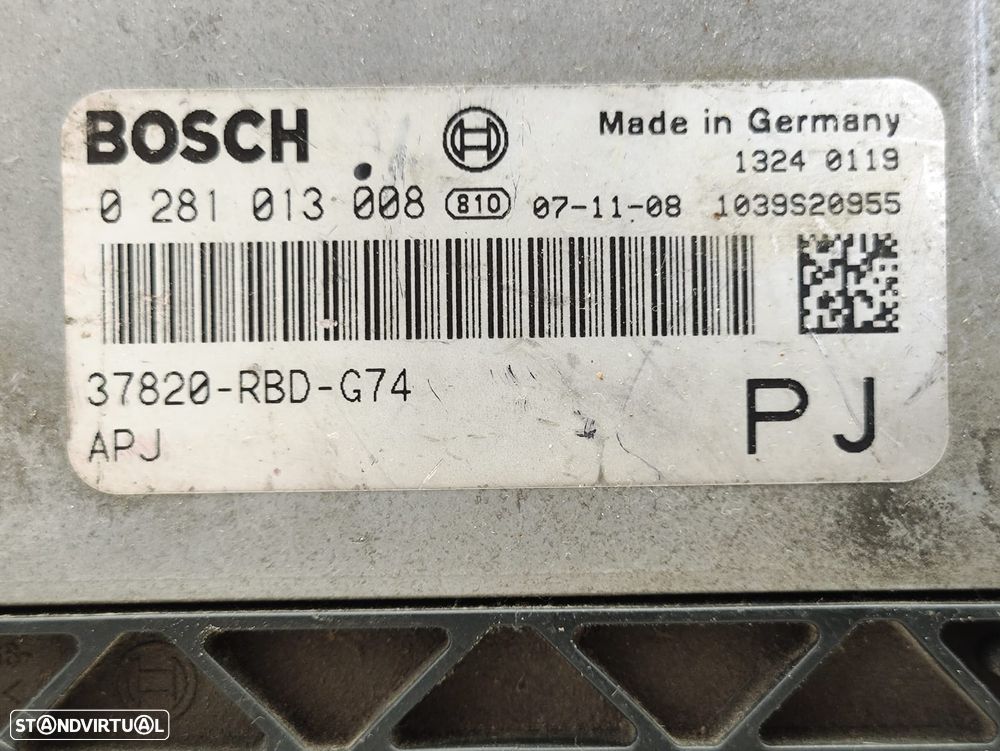 BOSCH
Made in Germany
1324 0119
0 281 013 008 810 07-11-08 1039S20955
37820-RBD-G74
APJ
PJ
STANDVIRTUAL